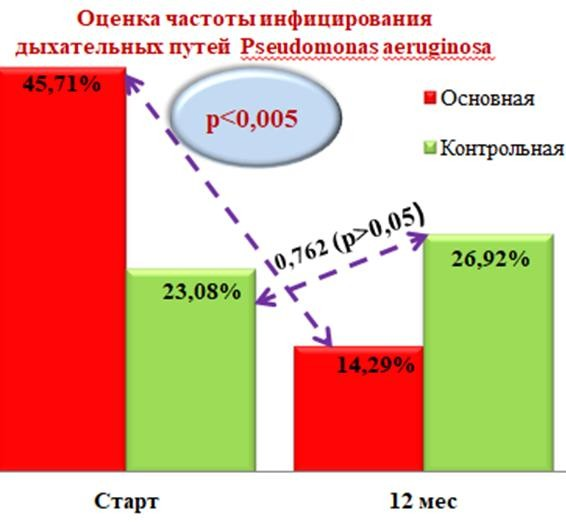 Оценка частоты инфицирования
дыхательных путей Pseudomonas aeruginosa
45,71%
p<0,005
Основная
Контрольная
0,762 (p>0,05)
23,08%
26,92%
14,29%
Старт
12 мес